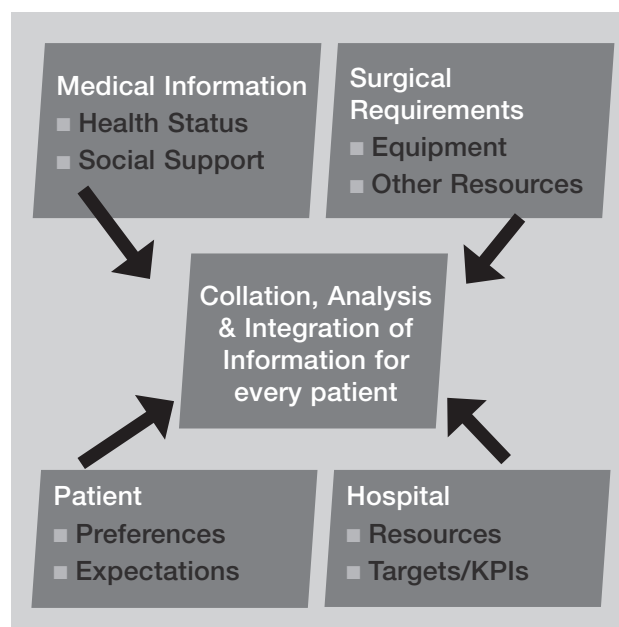 Medical Information
Health Status
Social Support
Surgical
Requirements
Equipment
Other Resources
Collation, Analysis
& Integration of
Information for
every patient
Patient
Preferences
Expectations
Hospital
Resources
Targets/KPIs